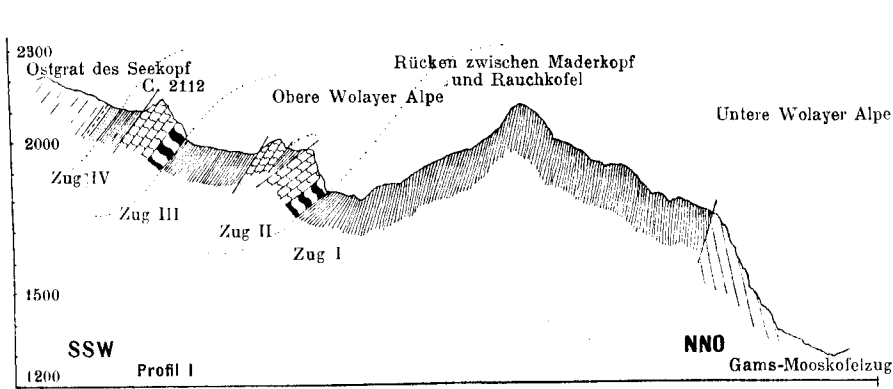 2300
Ostgrat des Seekopf
C. 2112
Obere Wolayer Alpe
Rücken zwischen Maderkopf
und Rauchkofel
Untere Wolayer Alpe
2000
Zug IV
Zug III
Zug II
Zug I
1500
SSW
NNO
Profil I
Gams-Mooskofelzug
1200